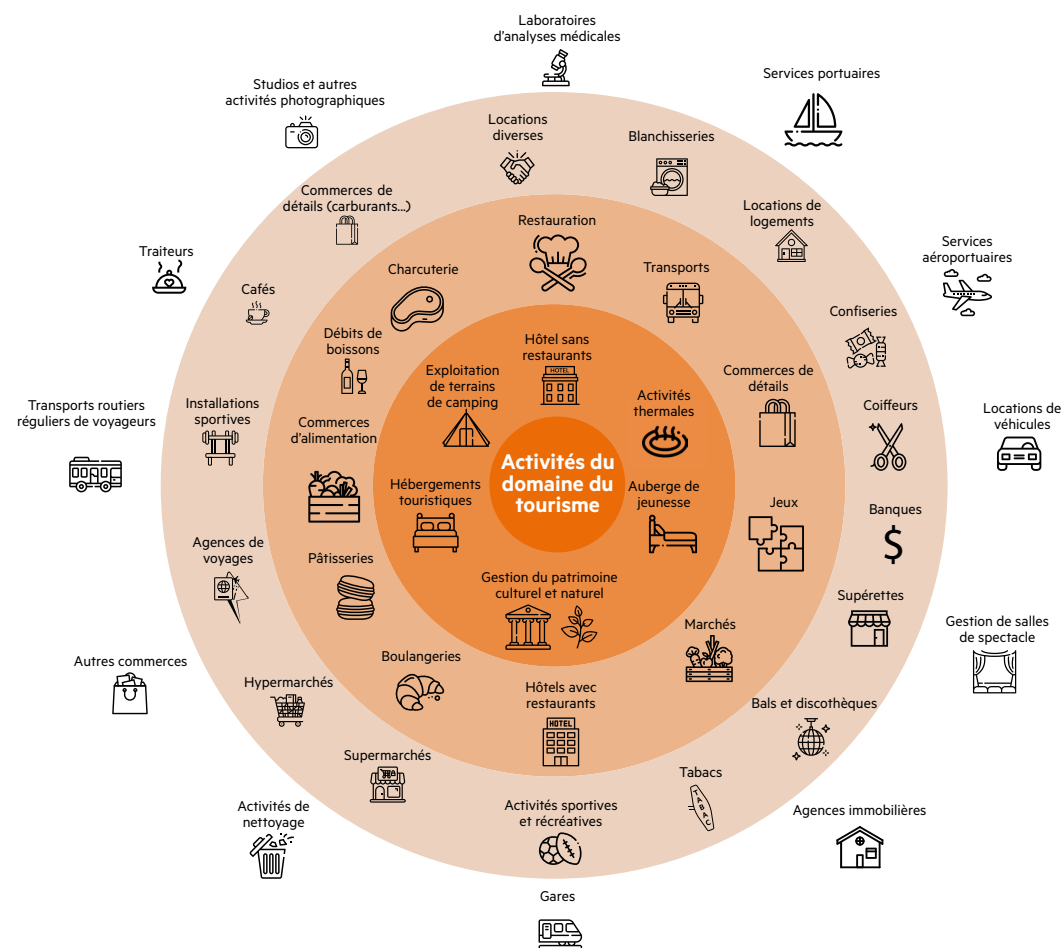 Laboratoires
d'analyses médicales
Services portuaires
Studios et autres
activités photographiques
Locations
diverses
Blanchisseries
Commerces de
détails (carburants...)
Locations de
logements
Restauration
Traiteurs
Services
aéroportuaires
Charcuterie
Transports
Cafés
Confiseries
Débits de
boissons
Hôtel sans
restaurants
HOTEL
Exploitation
de terrains
de camping
Commerces de
détails
Activités
thermales
Transports routiers
réguliers de voyageurs
Installations
sportives
Commerces
d'alimentation
Coiffeurs
Locations de
véhicules
Activités du
domaine du
tourisme
Hébergements
touristiques
Auberge de
jeunesse
Jeux
Banques
$
Agences de
voyages
Pâtisseries
Gestion du patrimoine
culturel et naturel
Supérettes
Marchés
Gestion de salles
de spectacle
Autres commerces
Boulangeries
Hypermarchés
Hôtels avec
restaurants
HOTEL
Bals et discothèques
Supermarchés
Tabacs
TABAC
Activités de
nettoyage
Activités sportives
et récréatives
Agences immobilières
Gares